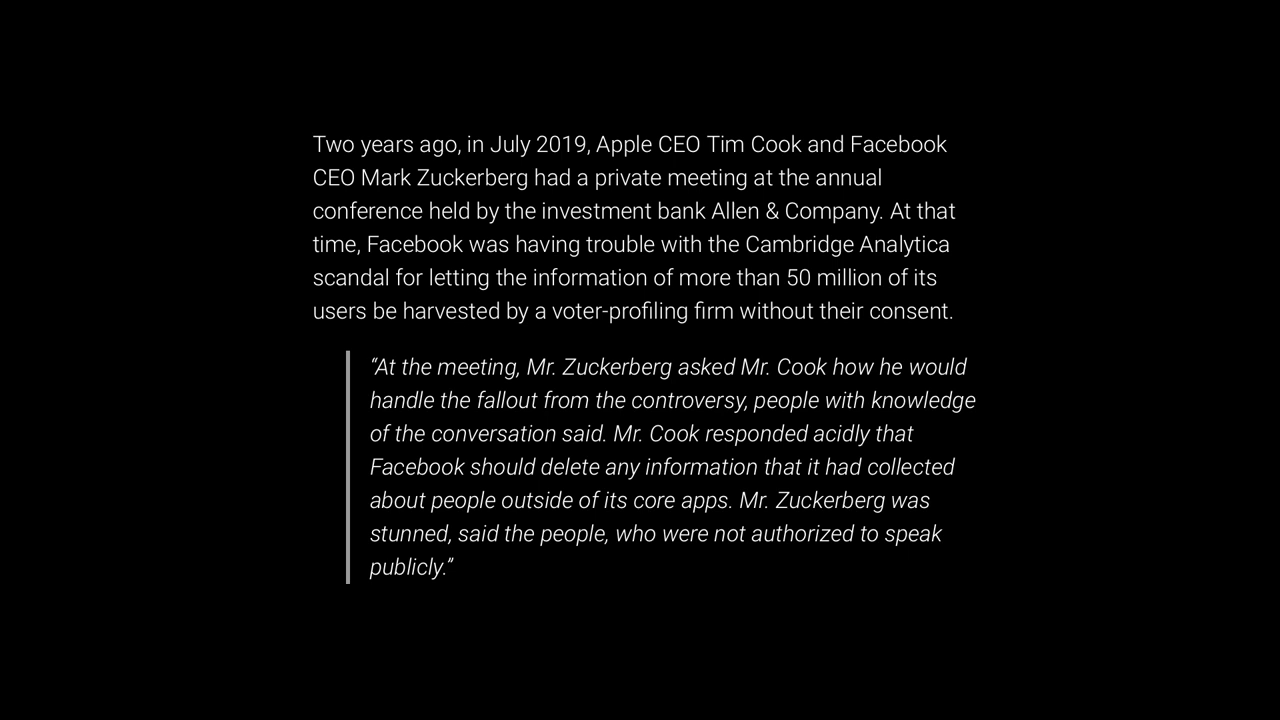 Two years ago, in July 2019, Apple CEO Tim Cook and Facebook
CEO Mark Zuckerberg had a private meeting at the annual
conference held by the investment bank Allen & Company. At that
time, Facebook was having trouble with the Cambridge Analytica
scandal for letting the information of more than 50 million of its
users be harvested by a voter-profiling firm without their consent.
“At the meeting, Mr. Zuckerberg asked Mr. Cook how he would
handle the fallout from the controversy, people with knowledge
of the conversation said. Mr. Cook responded acidly that
Facebook should delete any information that it had collected
about people outside of its core apps. Mr. Zuckerberg was
stunned, said the people, who were not authorized to speak
publicly.”